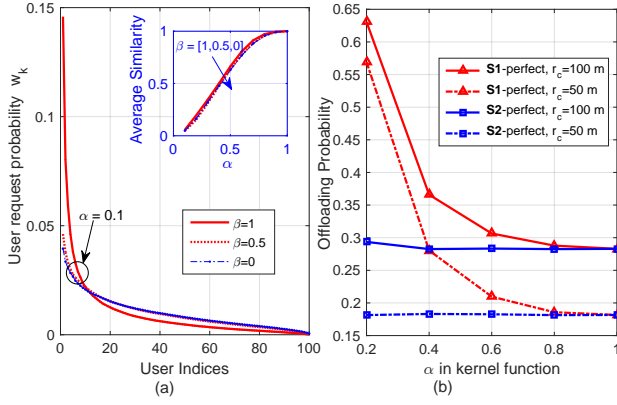 User request probability w_k
0.15
0.1
0.05
0
0 20 40 60 80 100
User Indices
(a)
α = 0.1
β=1
β=0.5
β=0
Average Similarity
1
0.5
0
0 0.5 1
α
β = [1,0.5,0]
Offloading Probability
0.65
0.6
0.55
0.5
0.45
0.4
0.35
0.3
0.25
0.2
0.15
0.2 0.4 0.6 0.8 1
α in kernel function
(b)
S1-perfect, r_c=100 m
S1-perfect, r_c=50 m
S2-perfect, r_c=100 m
S2-perfect, r_c=50 m